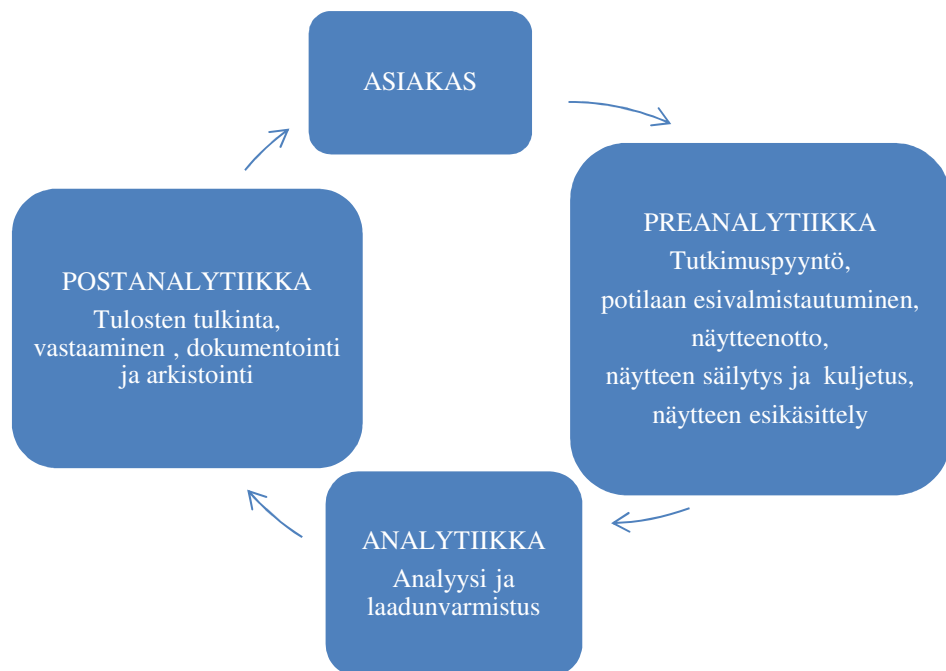 ASIAKAS
PREANALYTIIKKA
Tutkimuspyyntö,
potilaan esivalmistautuminen,
näytteenotto,
näytteen säilytys ja kuljetus,
näytteen esikäsittely
ANALYTIIKKA
Analyysi ja
laadunvarmistus
POSTANALYTIIKKA
Tulosten tulkinta,
vastaaminen , dokumentointi
ja arkistointi